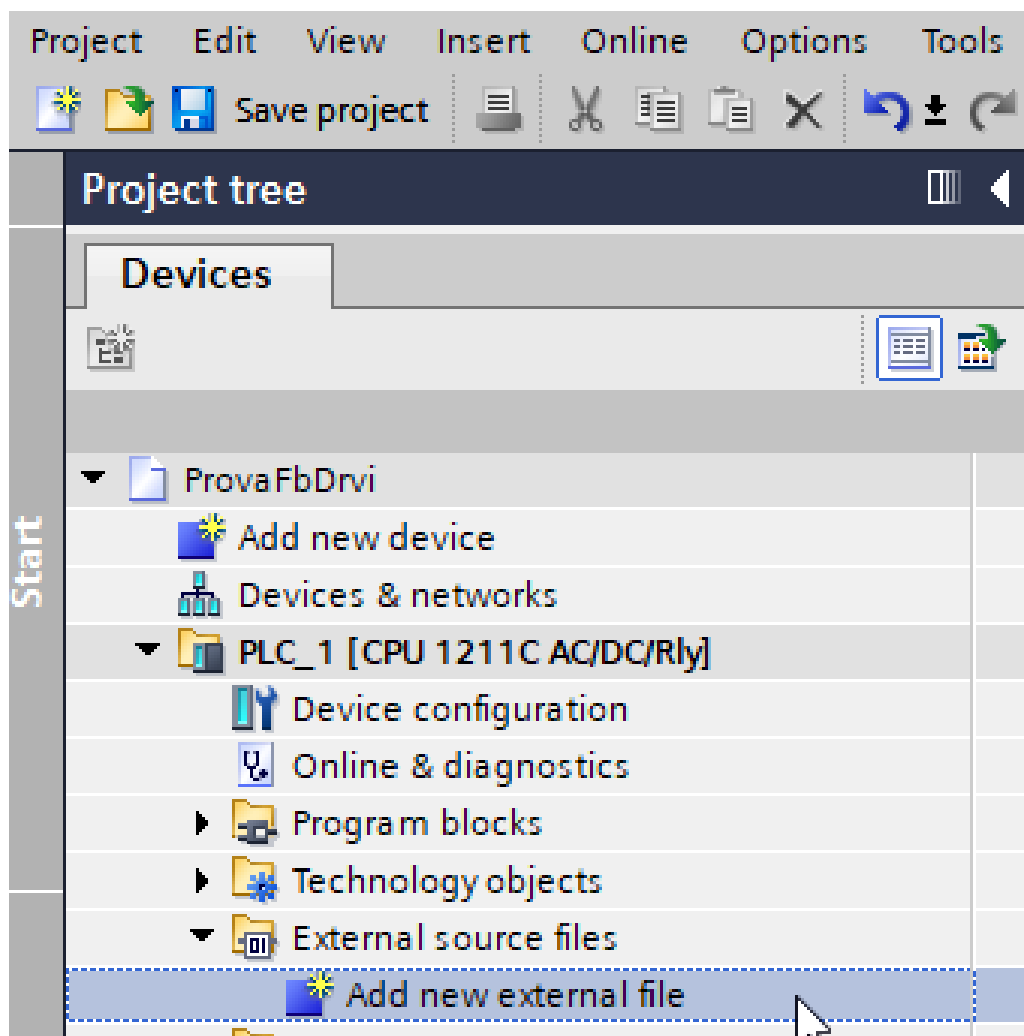 Project Edit View Insert Online Options Tools
Save project
Project tree
Devices
Start
ProvaFbDrvi
Add new device
Devices & networks
PLC_1 [CPU 1211C AC/DC/Rly]
Device configuration
Online & diagnostics
Program blocks
Technology objects
External source files
Add new external file